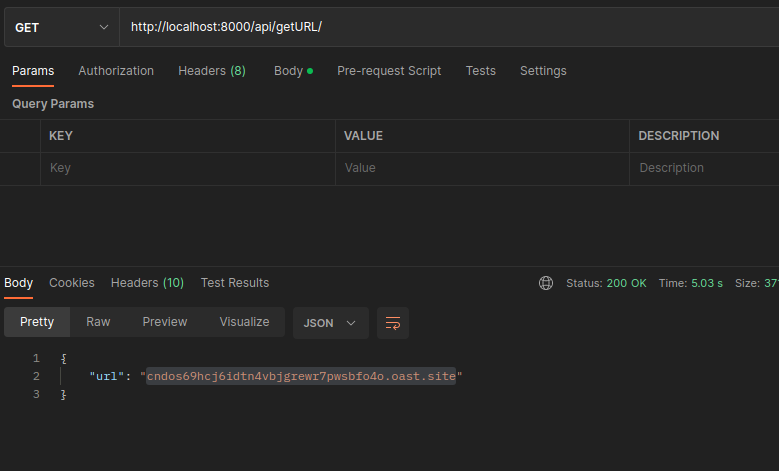 GET http://localhost:8000/api/getURL/
Params Authorization Headers (8) Body Pre-request Script Tests Settings
Query Params
KEY VALUE DESCRIPTION
Key Value Description
Body Cookies Headers (10) Test Results Status: 200 OK Time: 5.03 s Size: 37
Pretty Raw Preview Visualize JSON
1 {
2 "url": "cndos69hcj6idtn4vbjgrewr7pwsbfo4o.oast.site"
3 }